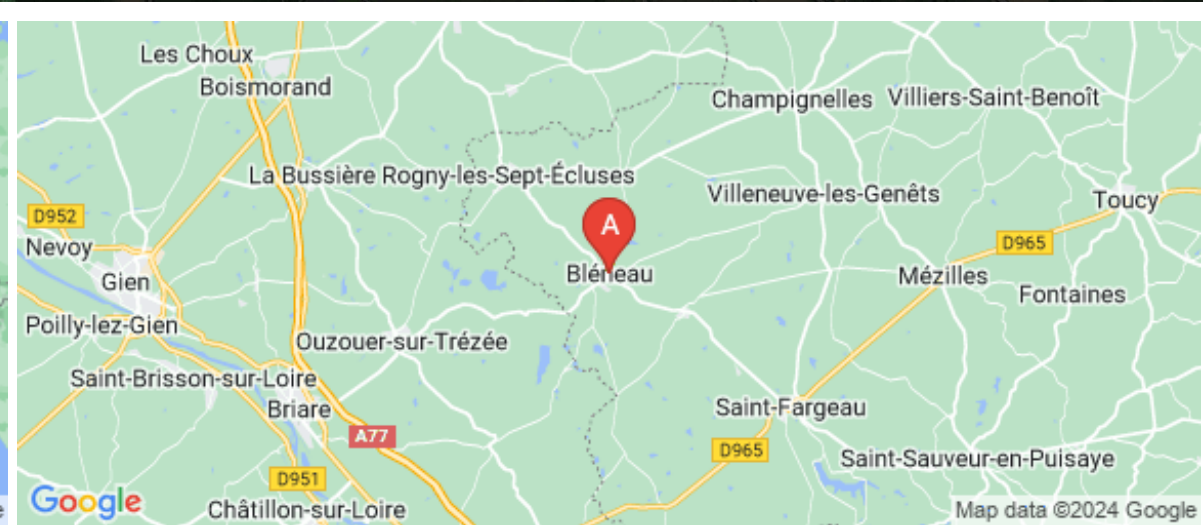 Les Choux
Boismorand
Champignelles
Villiers-Saint-Benoît
La Bussière
Rogny-les-Sept-Écluses
Villeneuve-les-Genêts
Toucy
D952
A
D965
Nevoy
Gien
Bléneau
Mézilles
Fontaines
Poilly-lez-Gien
Ouzouer-sur-Trézée
Saint-Brisson-sur-Loire
Briare
Saint-Fargeau
A77
D965
Saint-Sauveur-en-Puisaye
D951
Google
Châtillon-sur-Loire
Map data ©2024 Google